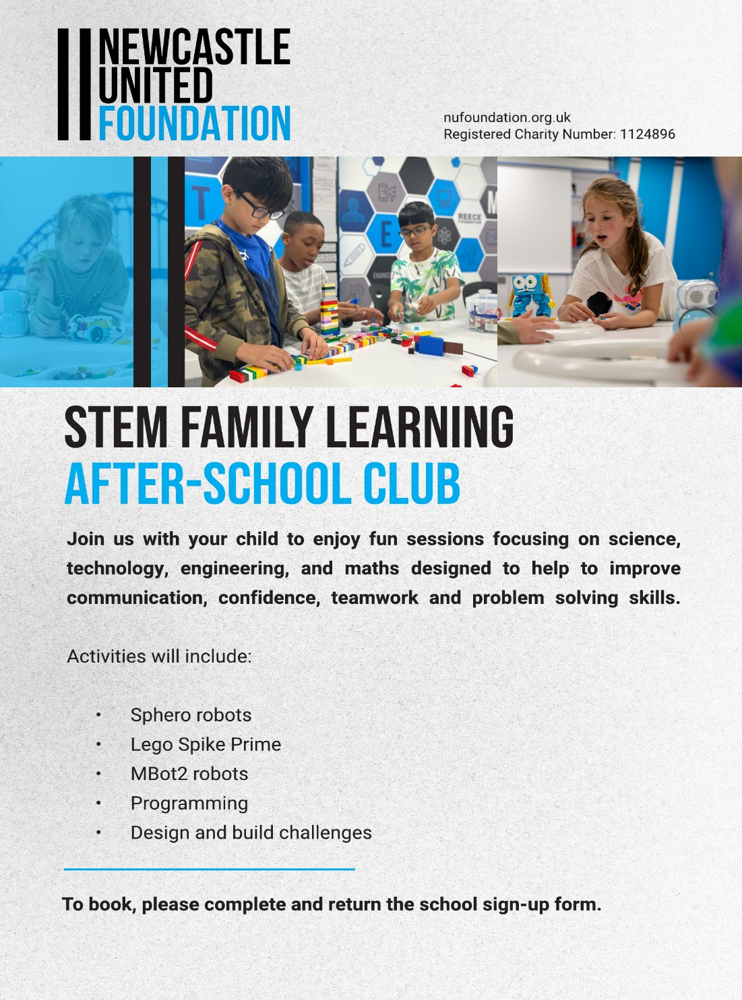 NEWCASTLE
UNITED
FOUNDATION
nufoundation.org.uk
Registered Charity Number: 1124896
T
E
M
REECE
FOUNDATION
STEM FAMILY LEARNING
AFTER-SCHOOL CLUB
Join us with your child to enjoy fun sessions focusing on science,
technology, engineering, and maths designed to help to improve
communication, confidence, teamwork and problem solving skills.
Activities will include:
• Sphero robots
• Lego Spike Prime
• MBot2 robots
• Programming
• Design and build challenges
To book, please complete and return the school sign-up form.